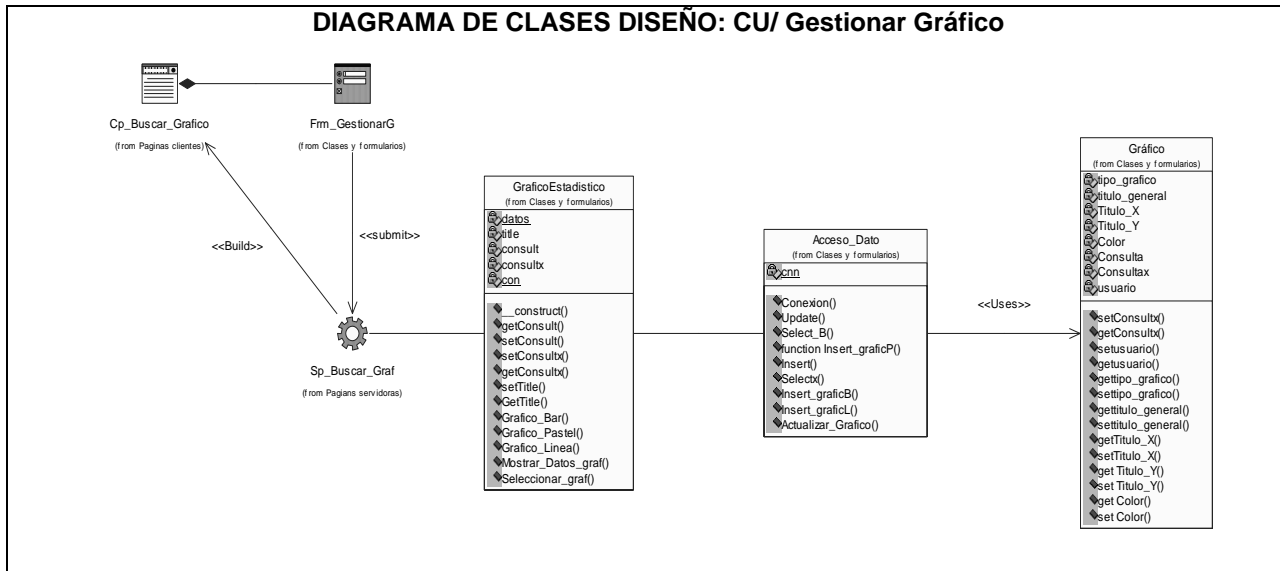 DIAGRAMA DE CLASES DISEÑO: CU/ Gestionar Gráfico
Cp_Buscar_Grafico
(from Paginas clientes)
Frm_GestionarG
(from Clases y formularios)
<<Build>>
<<submit>>
Sp_Buscar_Graf
(from Pagians servidoras)
GraficoEstadistico
(from Clases y formularios)
datos
title
consult
consultx
con
__construct()
getConsult()
setConsult()
setConsultx()
getConsultx()
setTitle()
GetTitle()
Grafico_Bar()
Grafico_Pastel()
Grafico_Linea()
Mostrar_Datos_graf()
Seleccionar_graf()
Acceso_Dato
(from Clases y formularios)
cnn
Conexion()
Update()
Select_B()
function Insert_graficP()
Insert()
Selectx()
Insert_graficB()
Insert_graficL()
Actualizar_Grafico()
<<Uses>>
Gráfico
(from Clases y formularios)
tipo_grafico
titulo_general
Titulo_X
Titulo_Y
Color
Consulta
Consultax
usuario
setConsultx()
getConsultx()
setusuario()
getusuario()
gettipo_grafico()
settipo_grafico()
gettitulo_general()
settitulo_general()
getTitulo_X()
setTitulo_X()
get Titulo_Y()
set Titulo_Y()
get Color()
set Color()